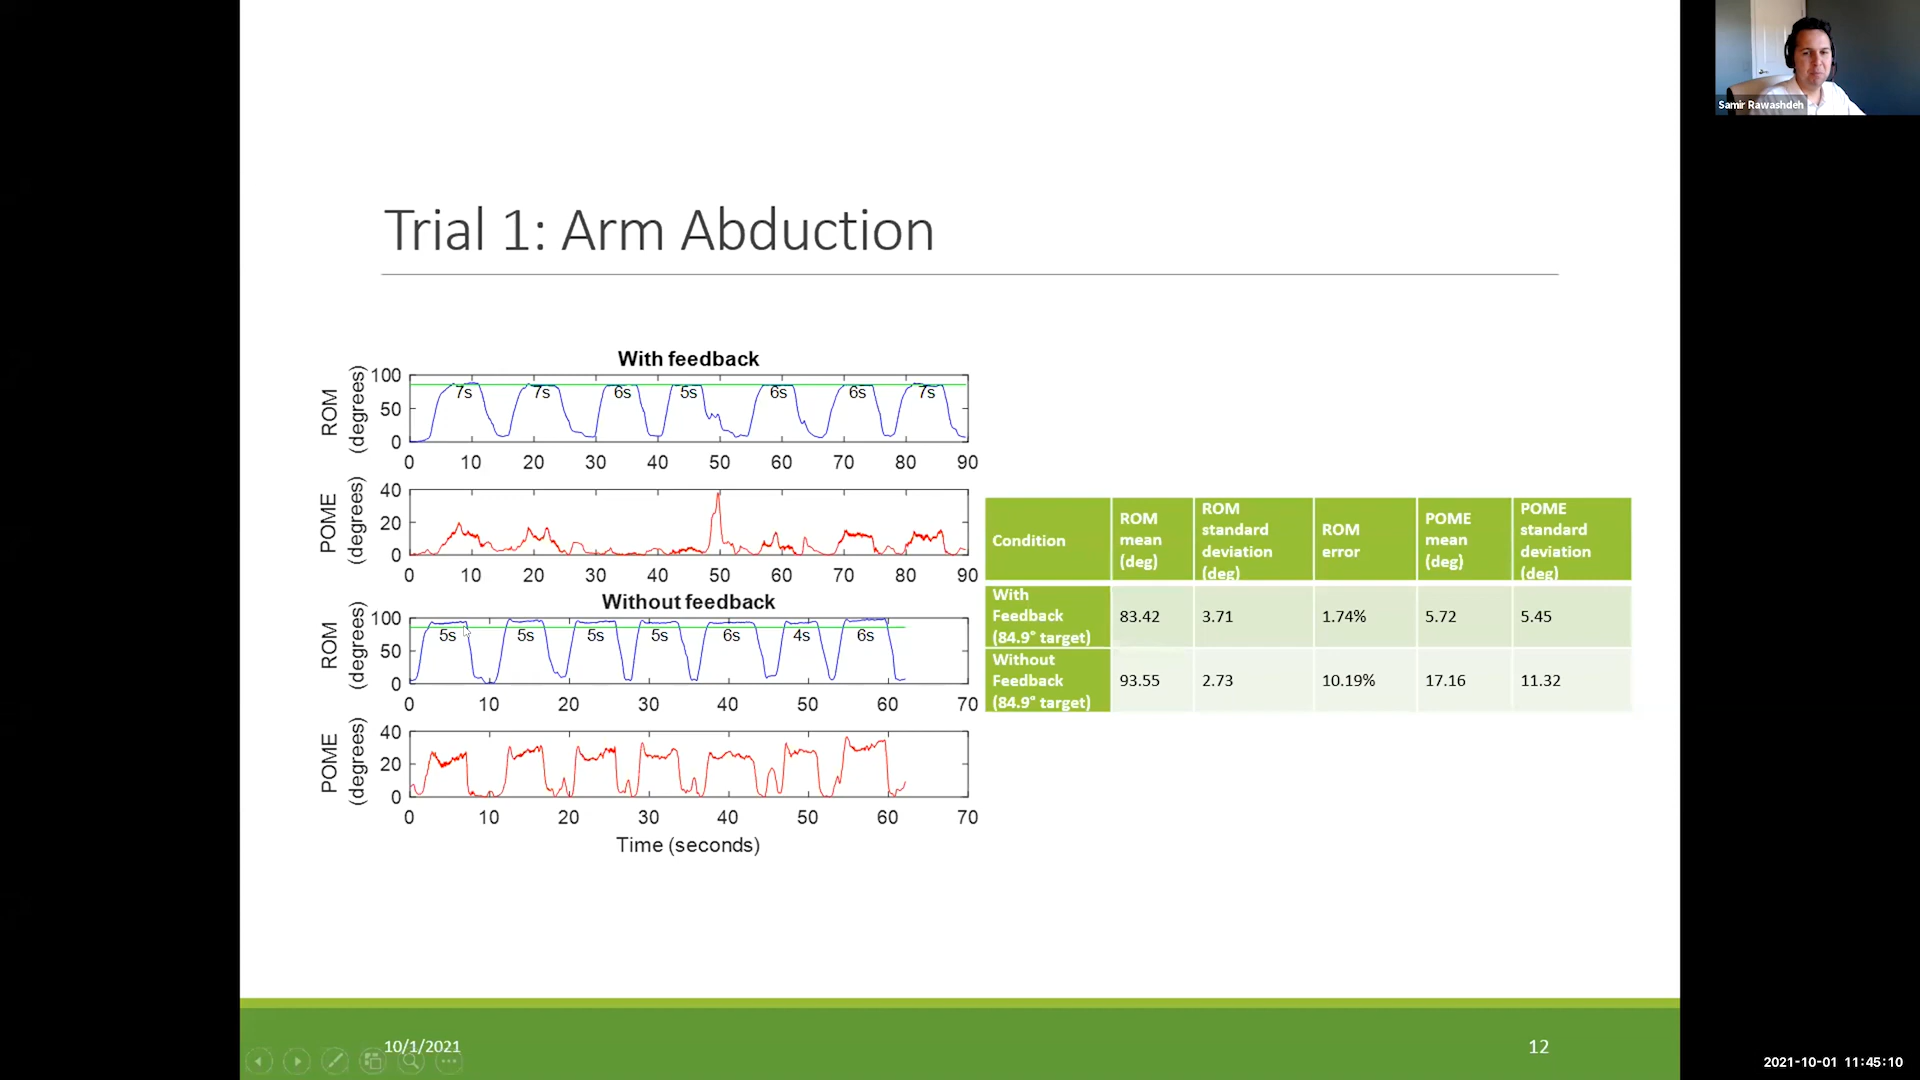 Samir Rawashdeh
Trial 1: Arm Abduction
With feedback
ROM
(degrees)
100
50
0
7s 7s 6s 5s 6s 6s 7s
0 10 20 30 40 50 60 70 80 90
POME
(degrees)
40
20
0
0 10 20 30 40 50 60 70 80 90
Without feedback
ROM
(degrees)
100
50
0
5s 5s 5s 5s 6s 4s 6s
0 10 20 30 40 50 60 70
POME
(degrees)
40
20
0
0 10 20 30 40 50 60 70
Time (seconds)
Condition
ROM
mean
(deg)
ROM
standard
deviation
(deg)
ROM
error
POME
mean
(deg)
POME
standard
deviation
(deg)
With
Feedback
(84.9° target)
83.42 3.71 1.74% 5.72 5.45
Without
Feedback
(84.9° target)
93.55 2.73 10.19% 17.16 11.32
10/1/2021
12
2021-10-01 11:45:10